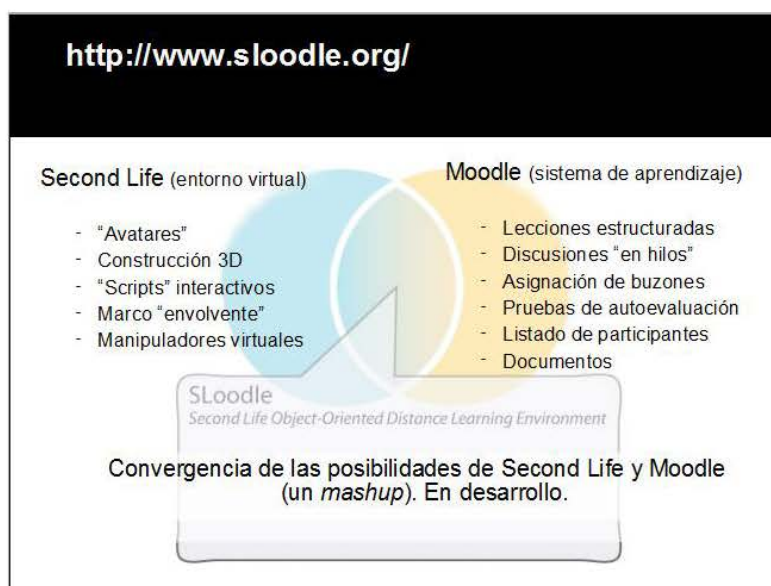 http://www.sloodle.org/
Second Life (entorno virtual)
- “Avatares”
- Construcción 3D
- “Scripts” interactivos
- Marco “envolvente”
- Manipuladores virtuales
Moodle (sistema de aprendizaje)
- Lecciones estructuradas
- Discusiones “en hilos”
- Asignación de buzones
- Pruebas de autoevaluación
- Listado de participantes
- Documentos
SLoodle
Second Life Object-Oriented Distance Learning Environment
Convergencia de las posibilidades de Second Life y Moodle
(un mashup). En desarrollo.